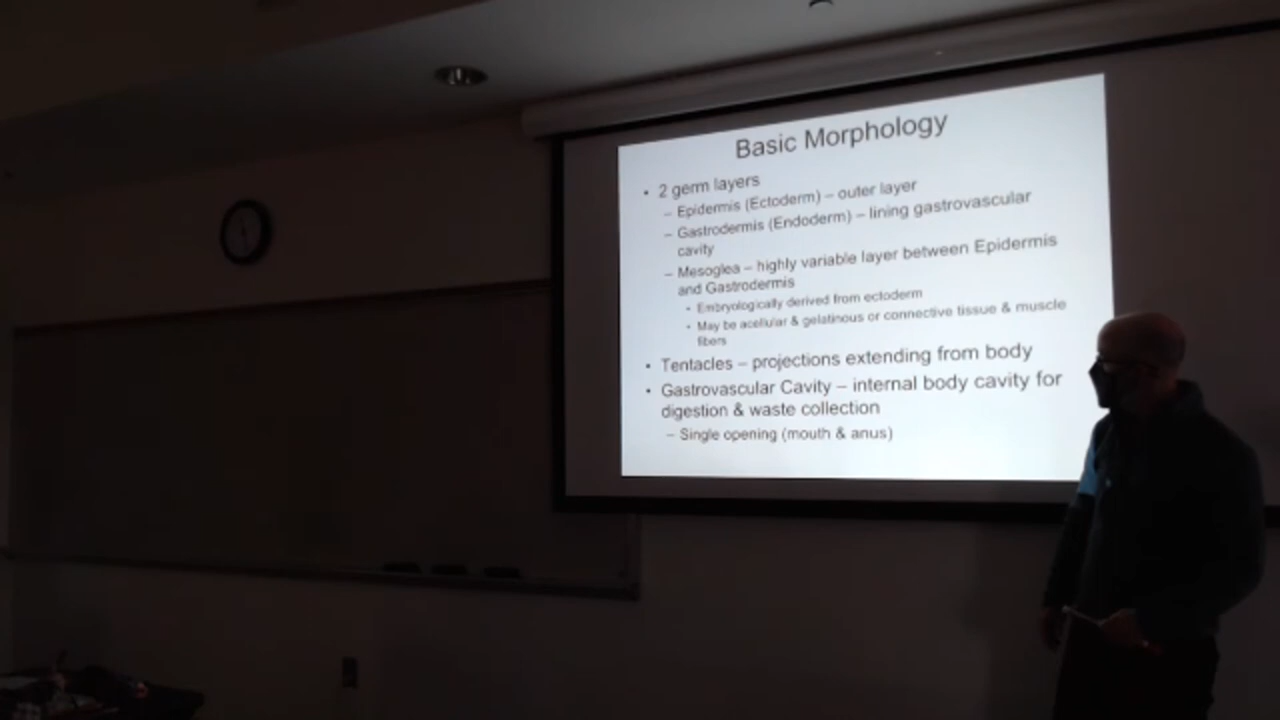 Basic Morphology
• 2 germ layers
– Epidermis (Ectoderm) – outer layer
– Gastrodermis (Endoderm) – lining gastrovascular
cavity
– Mesoglea – highly variable layer between Epidermis
and Gastrodermis
• Embryologically derived from ectoderm
• May be acellular & gelatinous or connective tissue & muscle
fibers
• Tentacles – projections extending from body
• Gastrovascular Cavity – internal body cavity for
digestion & waste collection
– Single opening (mouth & anus)